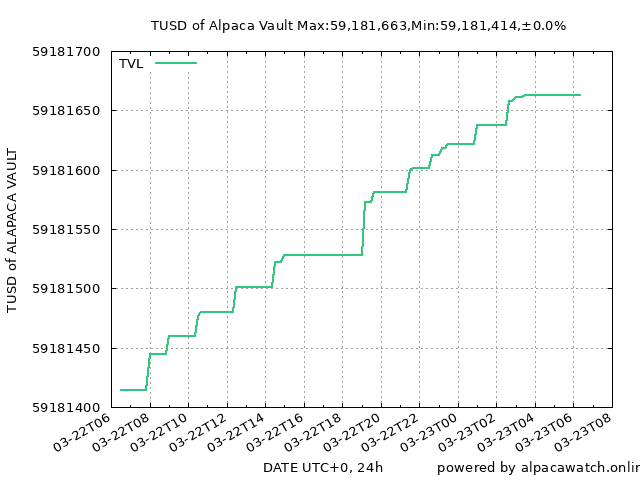 TUSD of Alpaca Vault Max:59,181,663,Min:59,181,414,±0.0%
TVL
59181700
59181650
59181600
59181550
59181500
59181450
59181400
TUSD of ALAPACA VAULT
03-22T06
03-22T08
03-22T10
03-22T12
03-22T14
03-22T16
03-22T18
03-22T20
03-22T22
03-23T00
03-23T02
03-23T04
03-23T06
03-23T08
DATE UTC+0, 24h
powered by alpacawatch.onlin